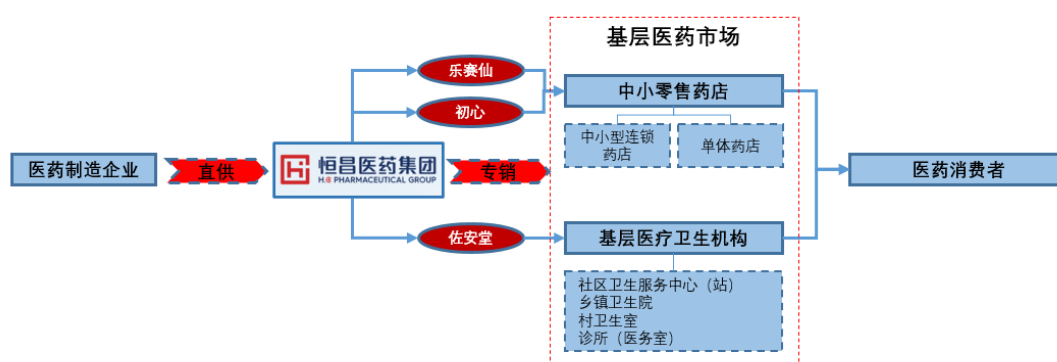 基层医药市场
乐赛仙
初心
中小零售药店
中小型连锁
药店
单体药店
医药制造企业
直供
恒昌医药集团
H&B PHARMACEUTICAL GROUP
专销
医药消费者
佐安堂
基层医疗卫生机构
社区卫生服务中心（站）
乡镇卫生院
村卫生室
诊所（医务室）